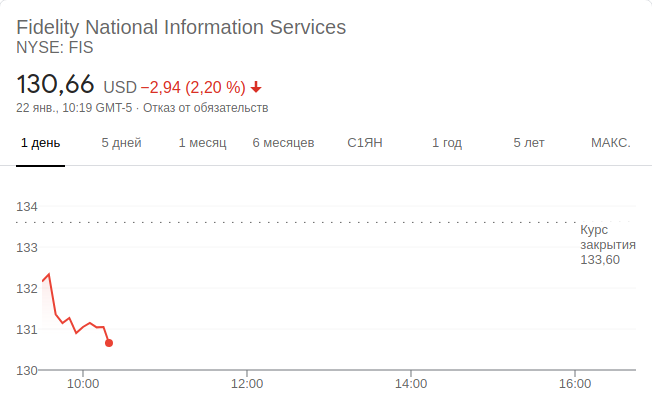 Fidelity National Information Services
NYSE: FIS
130,66 USD −2,94 (2,20 %)
22 янв., 10:19 GMT-5 · Отказ от обязательств
1 день 5 дней 1 месяц 6 месяцев С1ЯН 1 год 5 лет МАКС.
134
Курс
закрытия
133,60
133
132
131
130
10:00 12:00 14:00 16:00